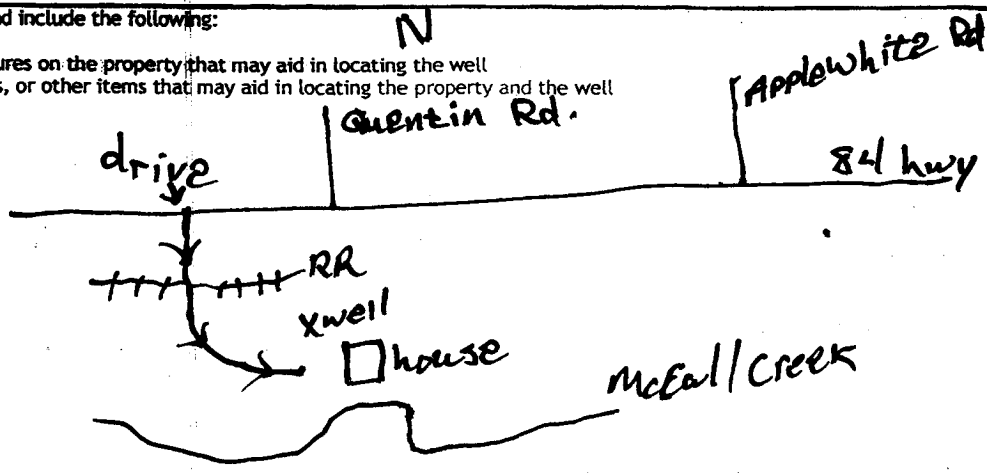 d include the following:
N
ures on the property that may aid in locating the well
s, or other items that may aid in locating the property and the well
Applewhite Rd
Quentin Rd.
drive
84 hwy
RR
xwell
house
McCall Creek